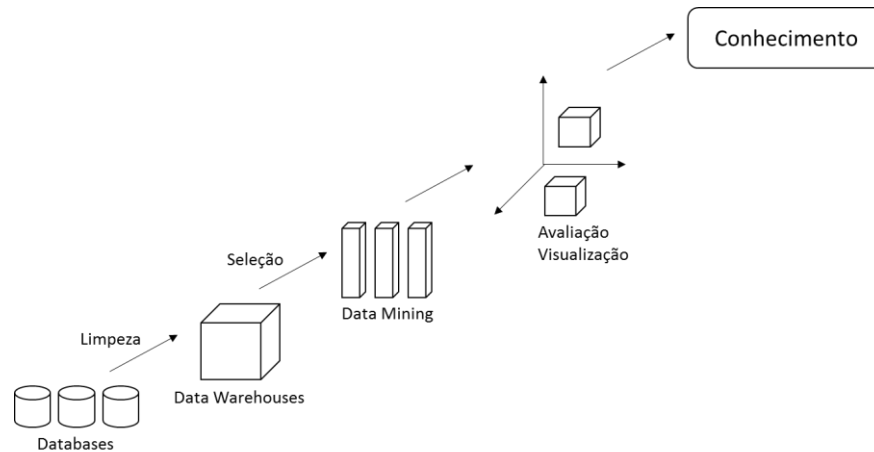 Conhecimento
Avaliação
Visualização
Seleção
Data Mining
Limpeza
Data Warehouses
Databases